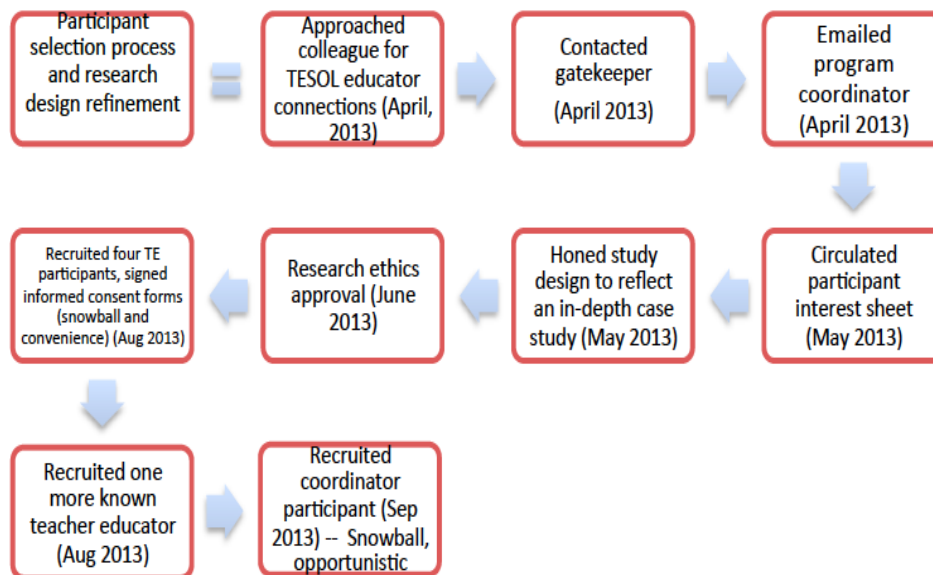 Participant
selection process
and research
design refinement
Approached
colleague for
TESOL educator
connections (April,
2013)
Contacted
gatekeeper
(April 2013)
Emailed
program
coordinator
(April 2013)
Circulated
participant
interest sheet
(May 2013)
Honed study
design to reflect
an in-depth case
study (May 2013)
Research ethics
approval (June
2013)
Recruited four TE
participants, signed
informed consent forms
(snowball and
convenience) (Aug 2013)
Recruited one
more known
teacher educator
(Aug 2013)
Recruited
coordinator
participant (Sep
2013) -- Snowball,
opportunistic